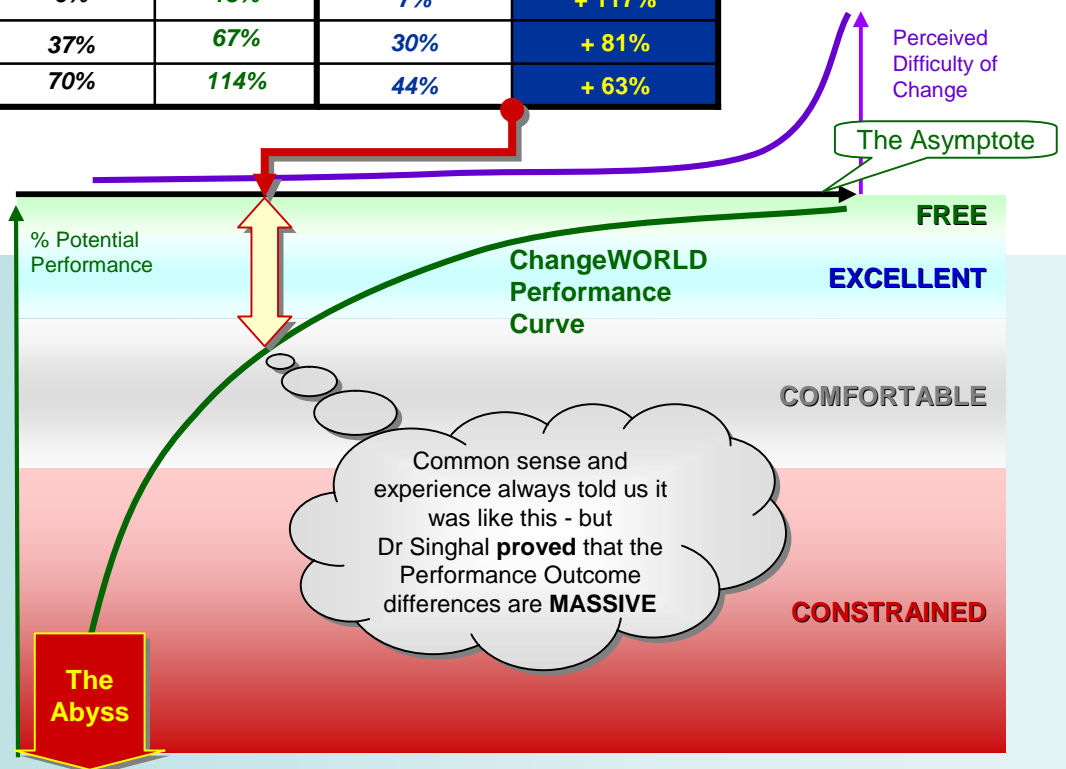 37% 67% 30% + 81%
70% 114% 44% + 63%
Perceived
Difficulty of
Change
The Asymptote
% Potential
Performance
FREE
ChangeWORLD
Performance
Curve
EXCELLENT
COMFORTABLE
Common sense and
experience always told us it
was like this - but
Dr Singhal proved that the
Performance Outcome
differences are MASSIVE
CONSTRAINED
The
Abyss